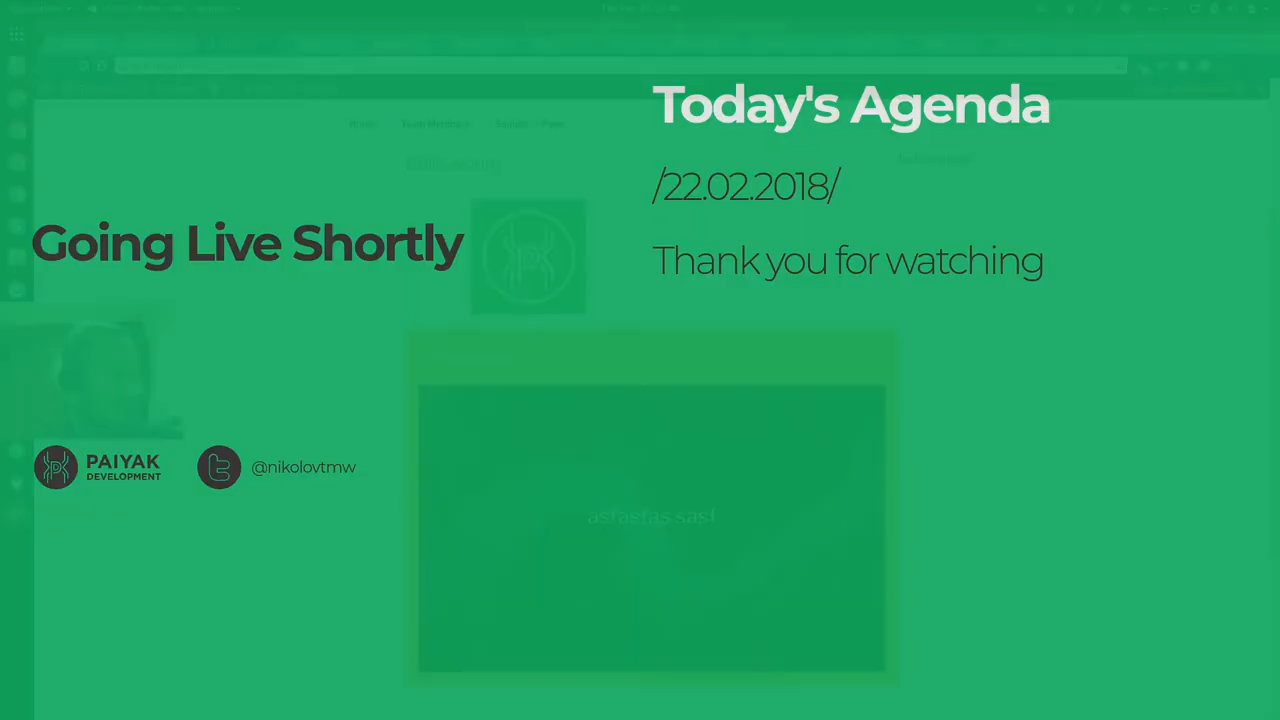 Going Live Shortly
PAIYAK
DEVELOPMENT
@nikolovtmw
Today's Agenda
/22.02.2018/
Thank you for watching
asfasfas sasf